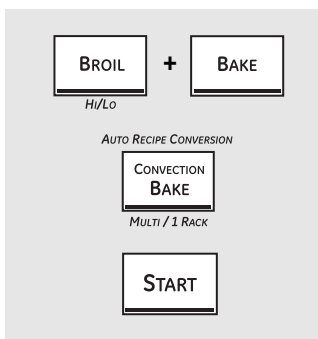 BROIL + BAKE
HI/LO
AUTO RECIPE CONVERSION
CONVECTION
BAKE
MULTI / 1 RACK
START